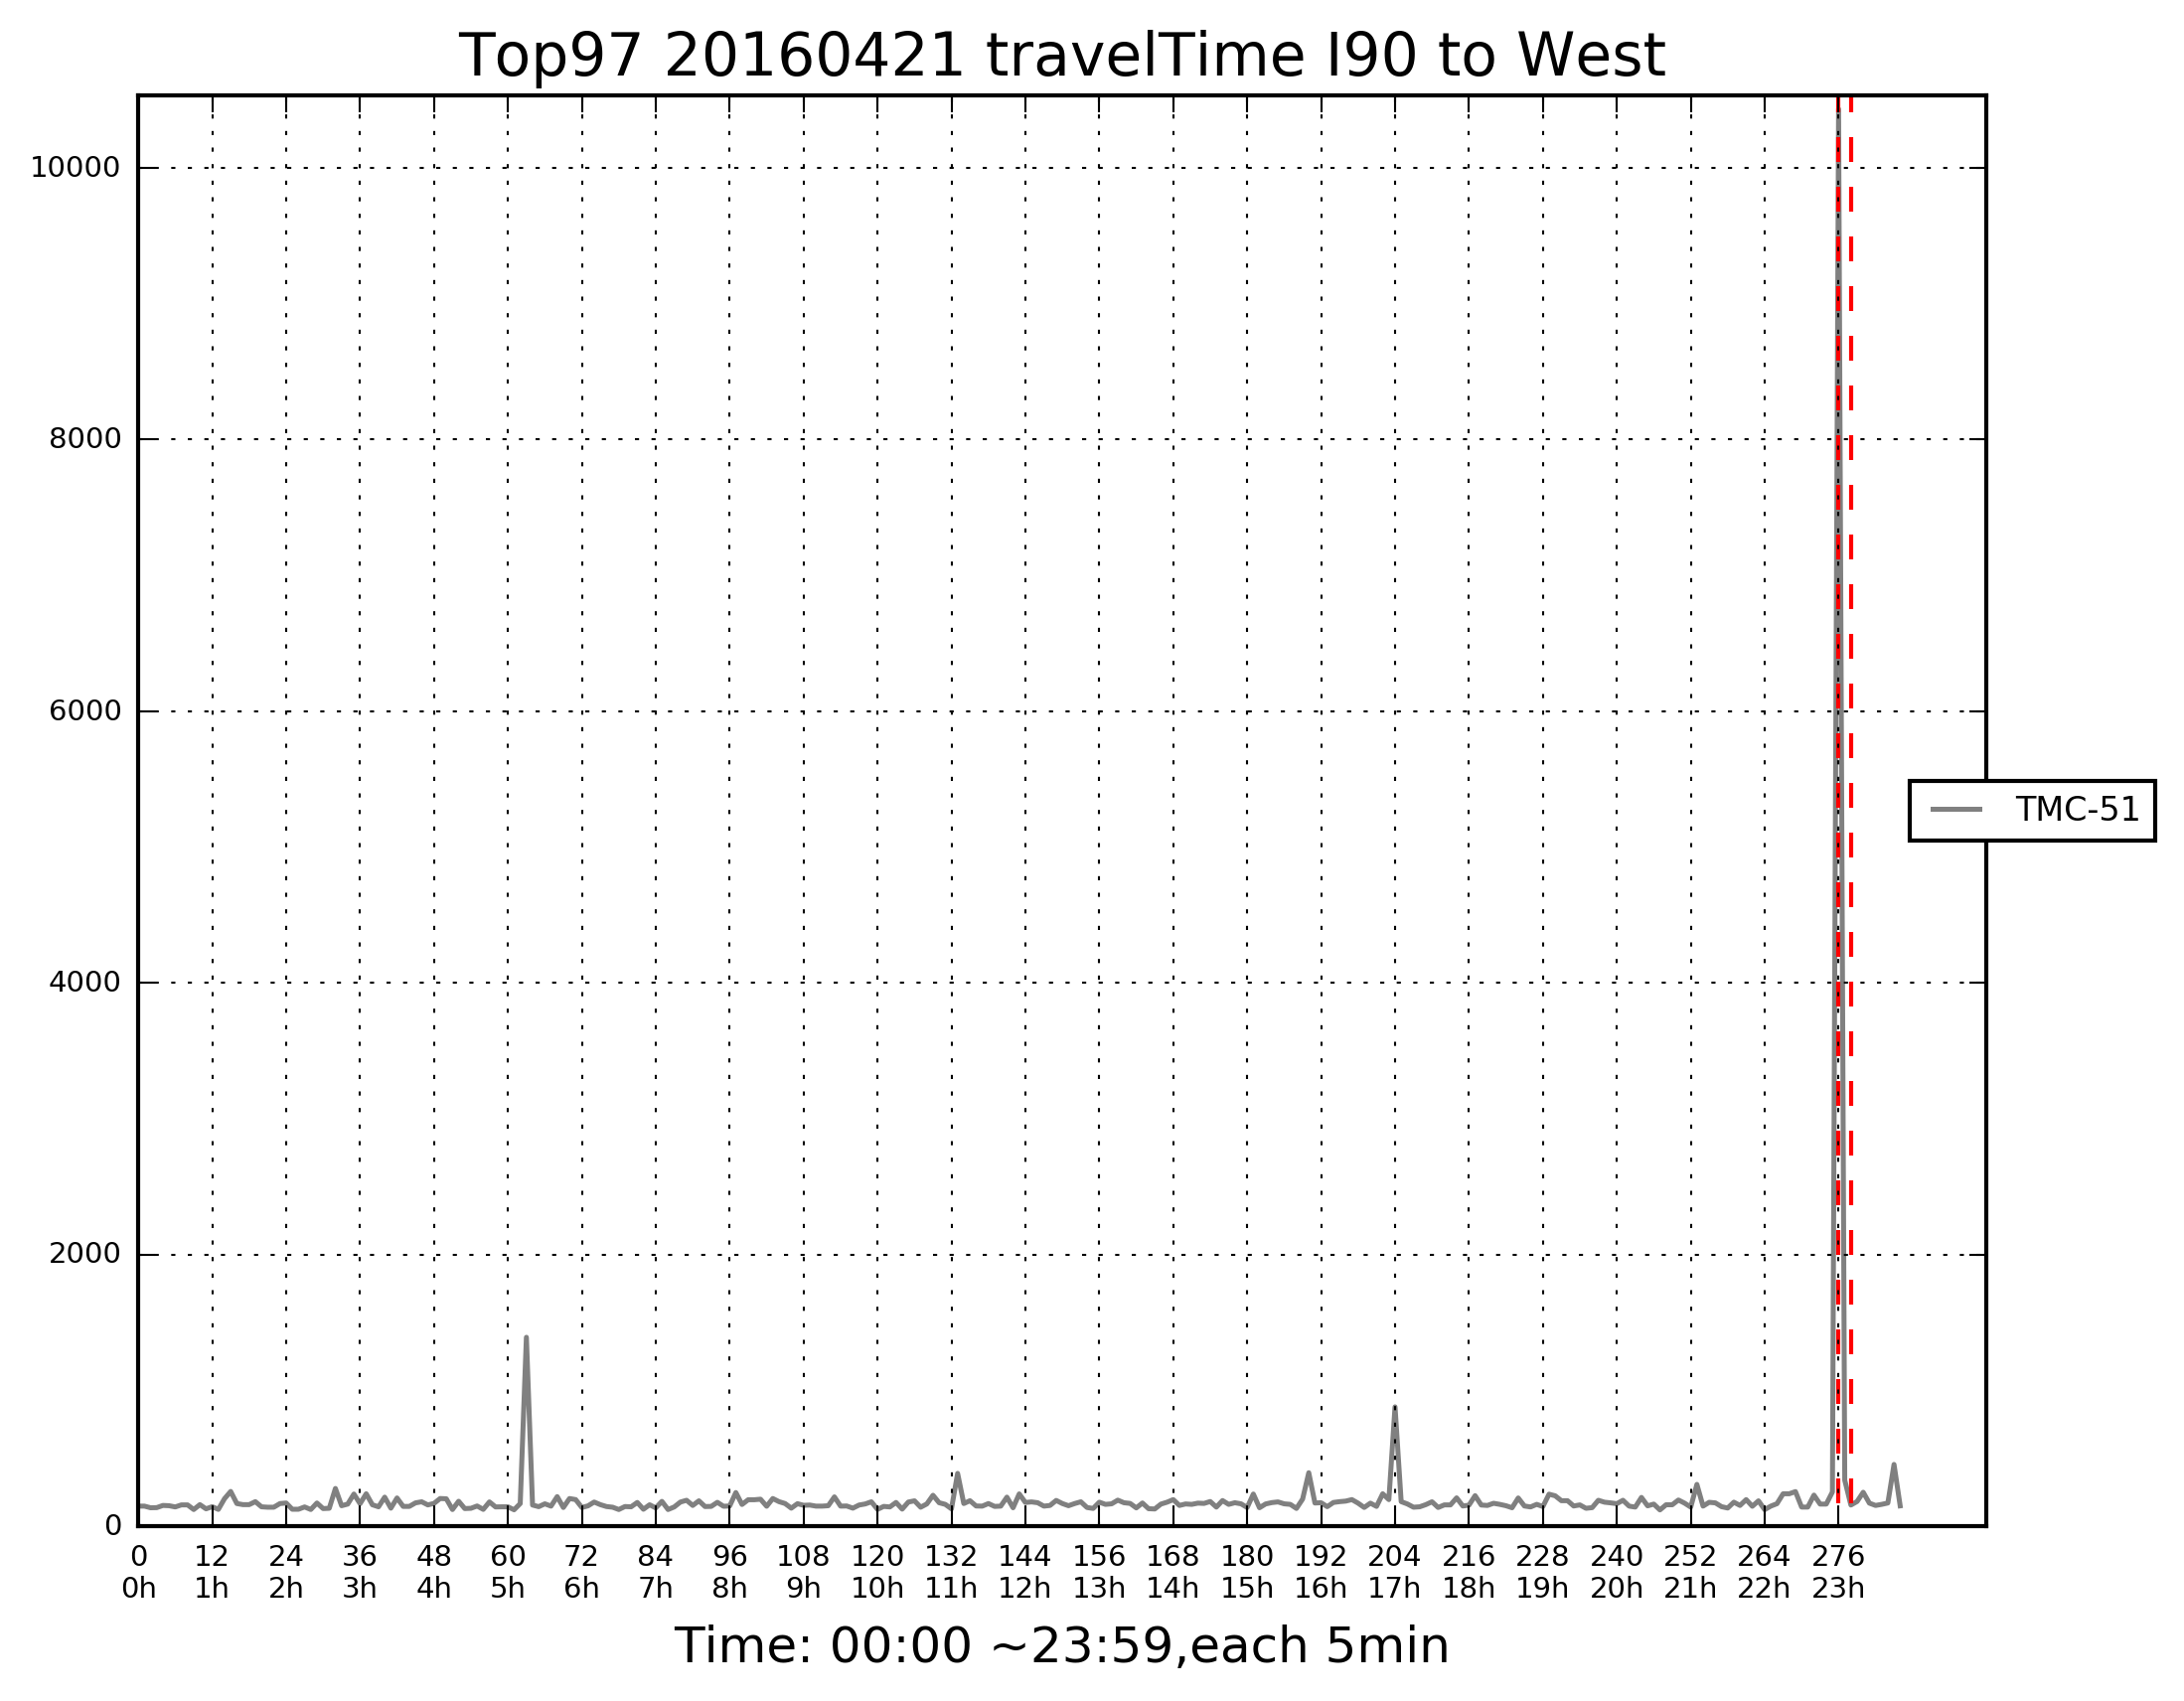 Top97 20160421 travelTime I90 to West
10000
8000
6000
4000
2000
0
TMC-51
0 12 24 36 48 60 72 84 96 108 120 132 144 156 168 180 192 204 216 228 240 252 264 276
0h 1h 2h 3h 4h 5h 6h 7h 8h 9h 10h 11h 12h 13h 14h 15h 16h 17h 18h 19h 20h 21h 22h 23h
Time: 00:00 ~23:59,each 5min